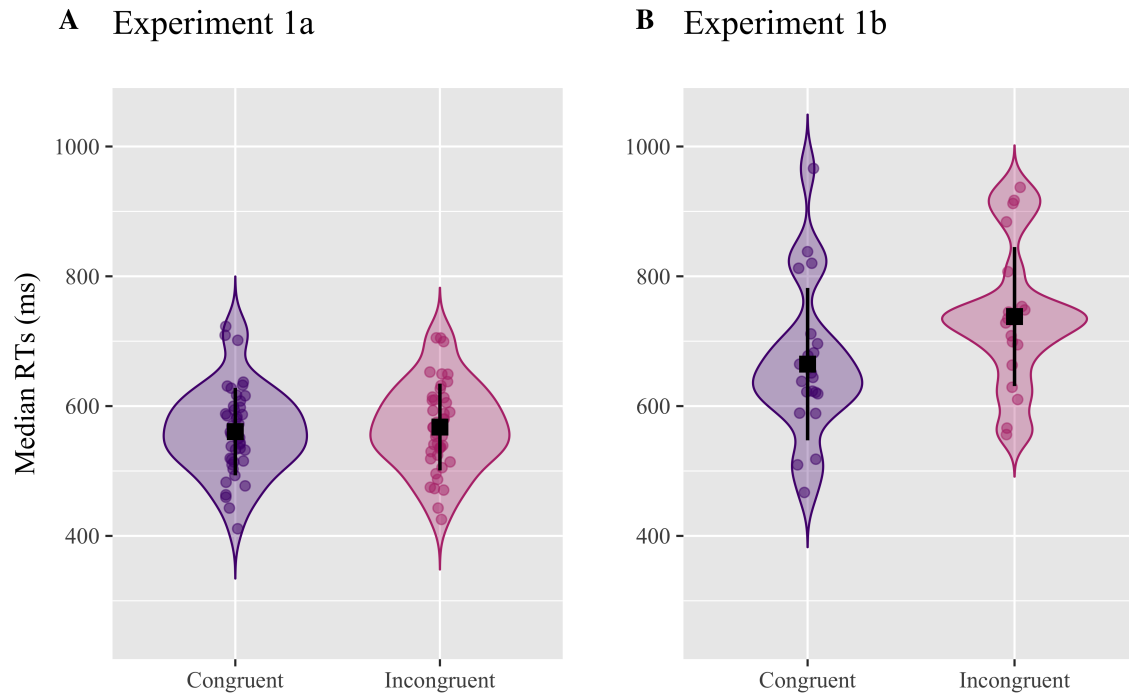 A Experiment 1a
B Experiment 1b
Median RTs (ms)
1000
800
600
400
Congruent
Incongruent
1000
800
600
400
Congruent
Incongruent